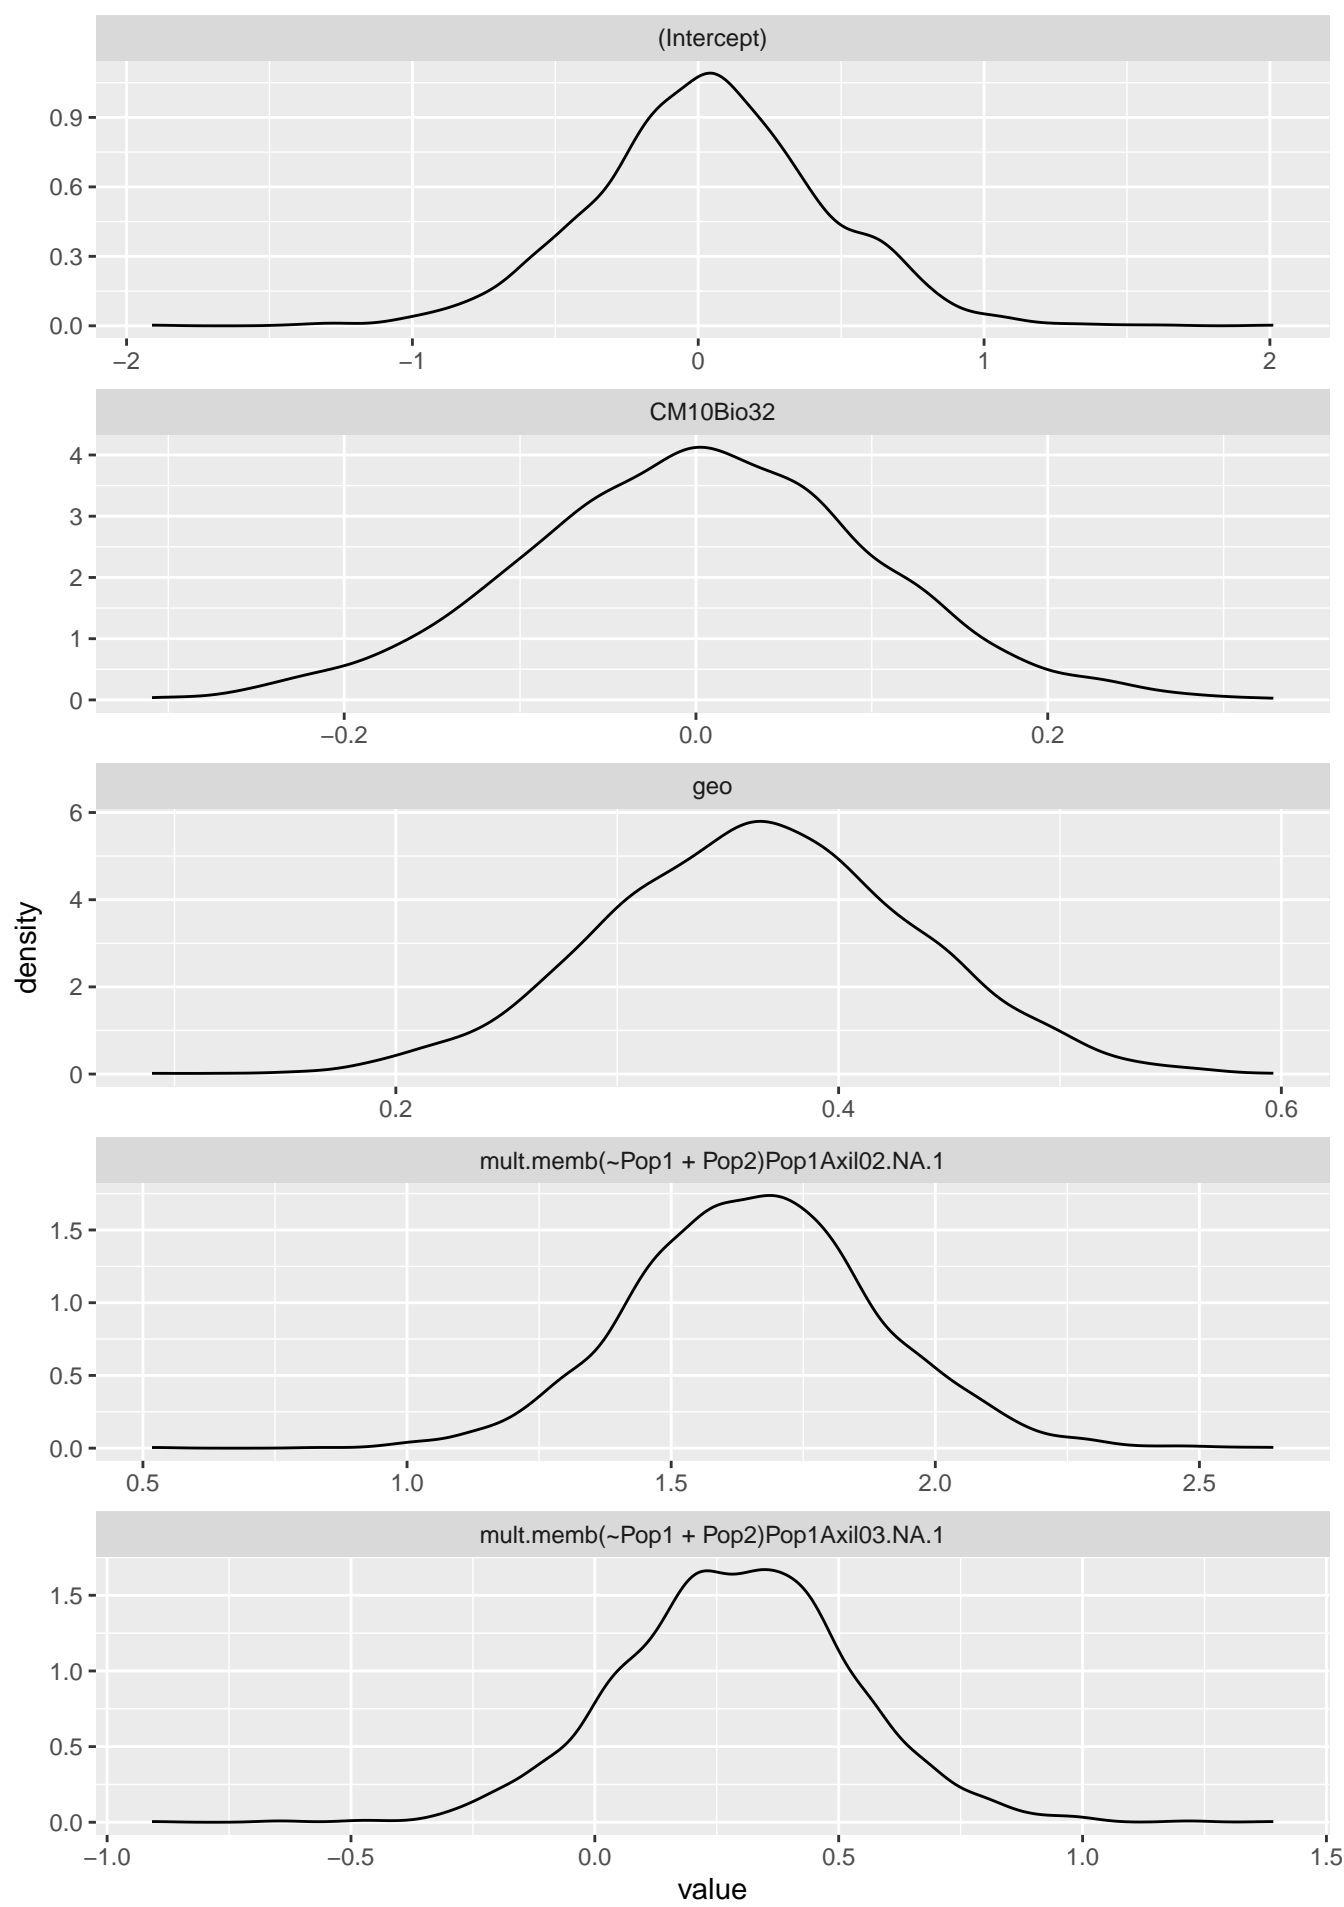 (Intercept)
0.9
0.6
0.3
0.0
−2 −1 0 1 2
CM10Bio32
4
3
2
1
0
−0.2 0.0 0.2
geo
6
4
2
0
0.2 0.4 0.6
density
mult.memb(~Pop1 + Pop2)Pop1Axil02.NA.1
1.5
1.0
0.5
0.0
0.5 1.0 1.5 2.0 2.5
mult.memb(~Pop1 + Pop2)Pop1Axil03.NA.1
1.5
1.0
0.5
0.0
−1.0 −0.5 0.0 0.5 1.0 1.5
value